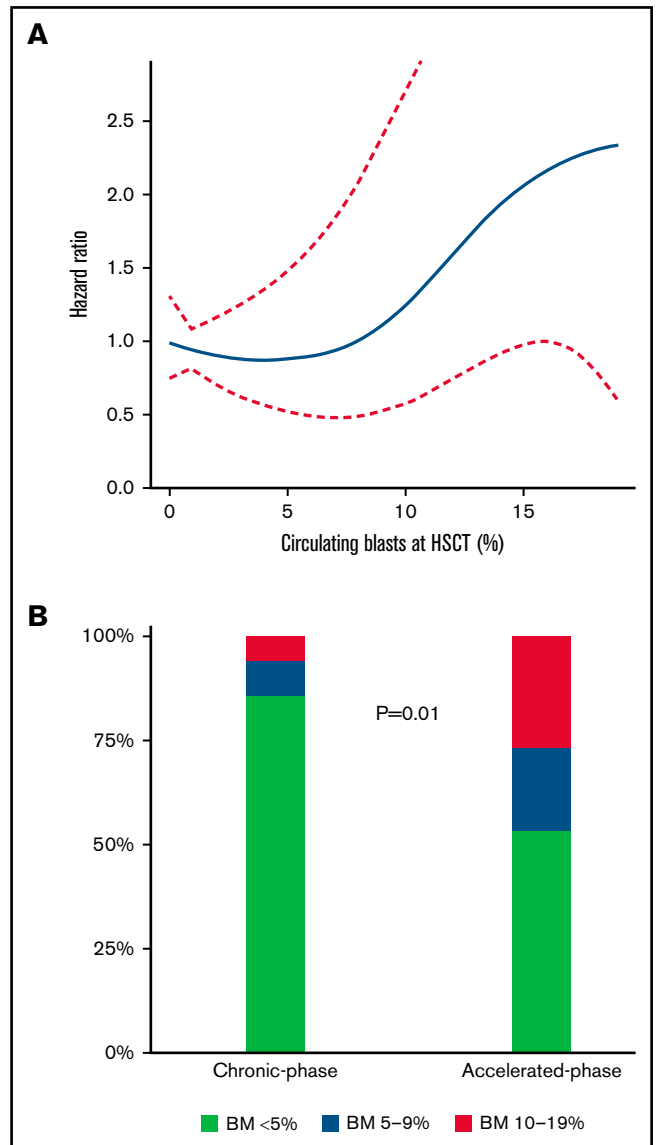 A
2.5
2.0
1.5
1.0
0.5
0.0
Hazard ratio
0 5 10 15
Circulating blasts at HSCT (%)
B
100%
75%
50%
25%
0%
P=0.01
Chronic-phase Accelerated-phase
BM <5% BM 5–9% BM 10–19%